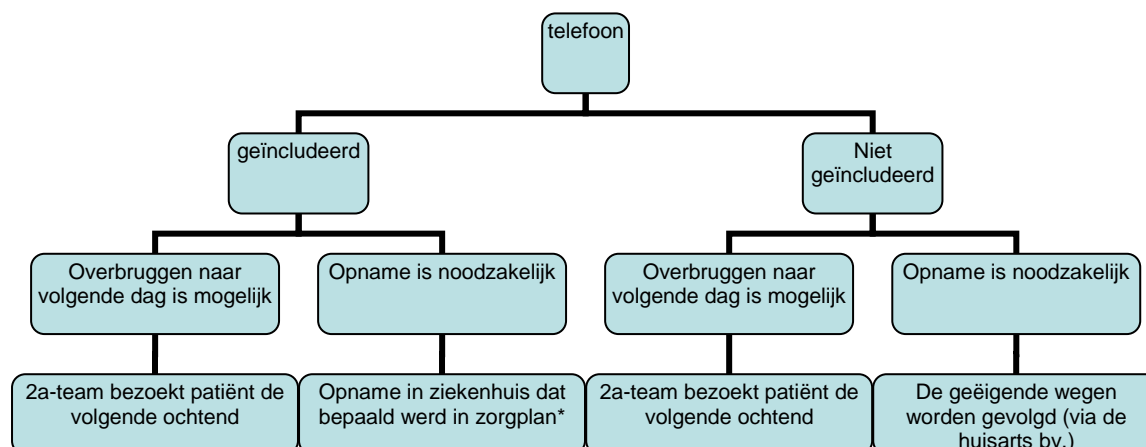 telefoon
geïncludeerd
Niet
geïncludeerd
Overbruggen naar
volgende dag is mogelijk
Opname is noodzakelijk
Overbruggen naar
volgende dag is mogelijk
Opname is noodzakelijk
2a-team bezoekt patiënt de
volgende ochtend
Opname in ziekenhuis dat
bepaald werd in zorgplan*
2a-team bezoekt patiënt de
volgende ochtend
De geëigende wegen
worden gevolgd (via de
huisarts bv.)